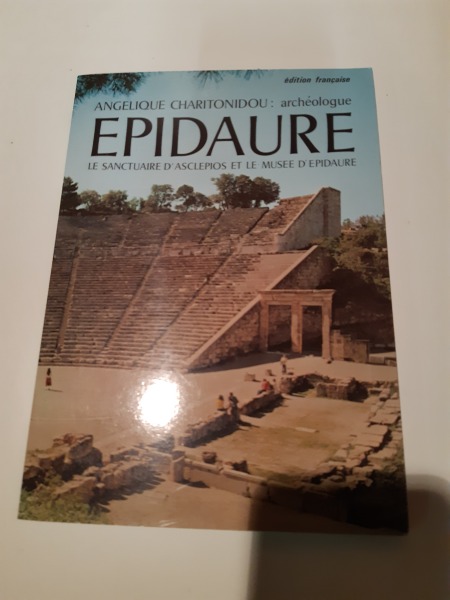 édition française
ANGELIQUE CHARITONIDOU: archéologue
EPIDAURE
LE SANCTUAIRE D'ASCLEPIOS ET LE MUSEE D'EPIDAURE